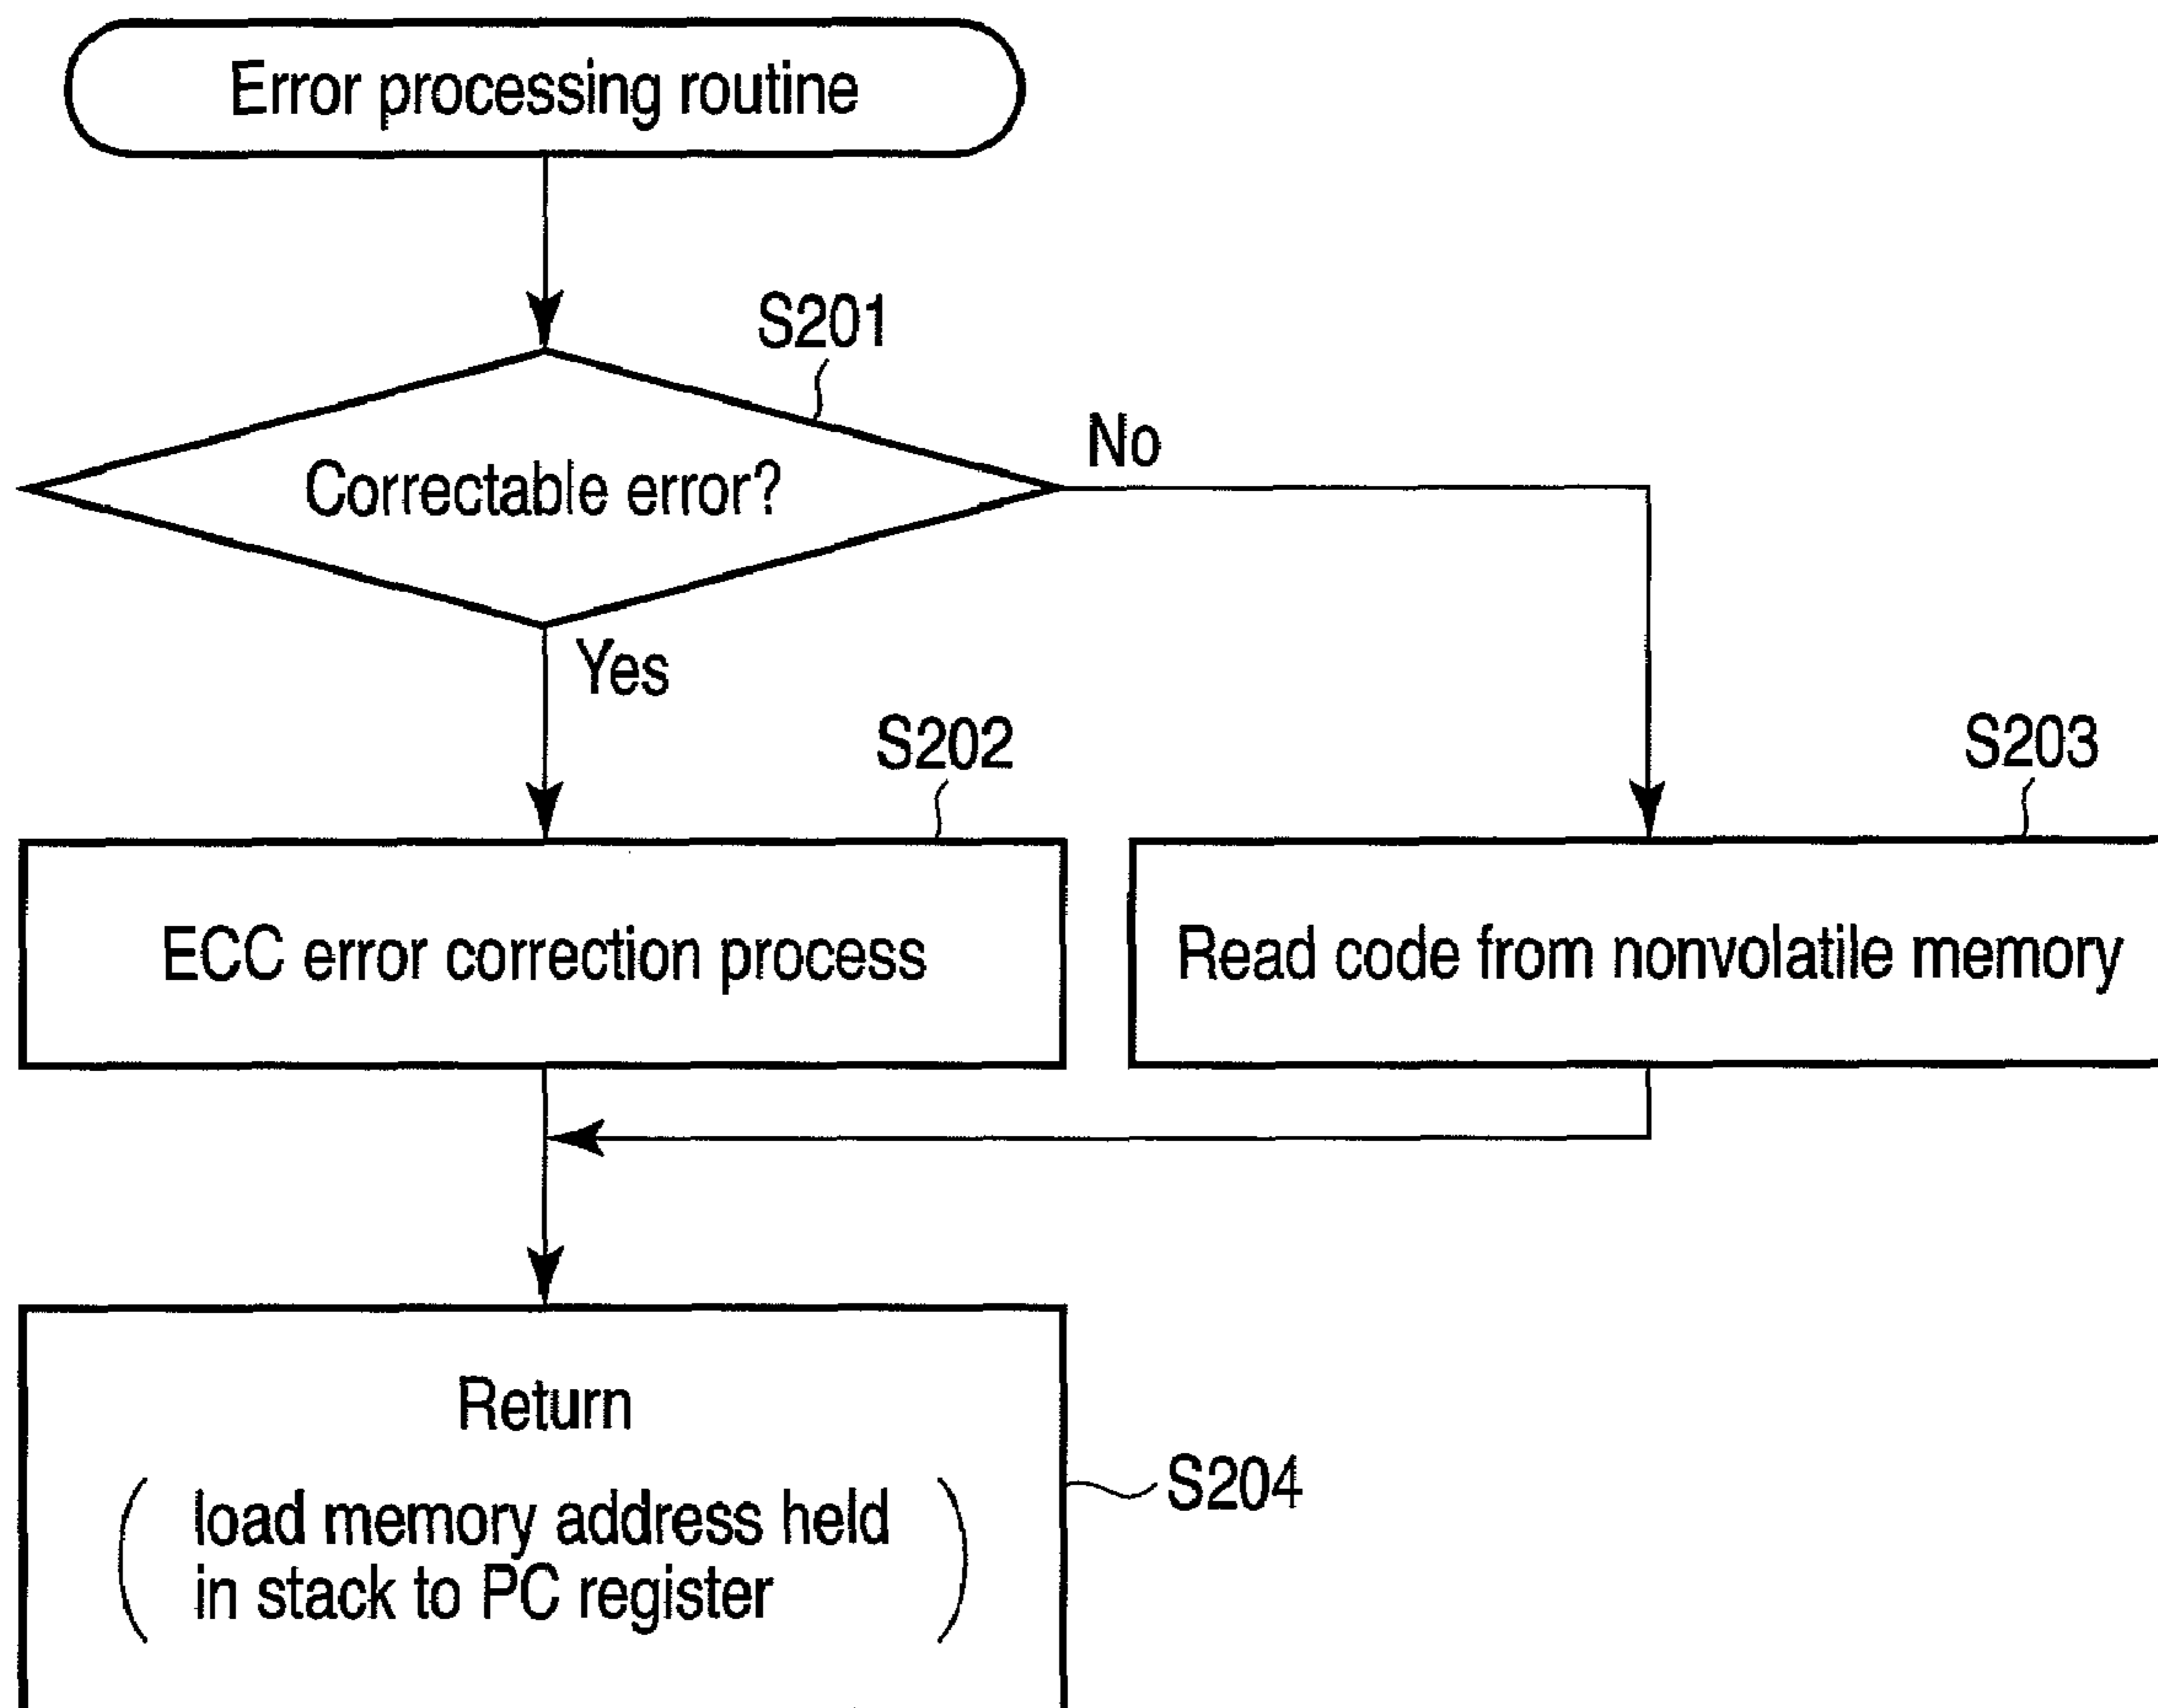 Error processing routine
S201
Correctable error?
No
Yes
S202
S203
ECC error correction process
Read code from nonvolatile memory
Return
( load memory address held
in stack to PC register )
S204